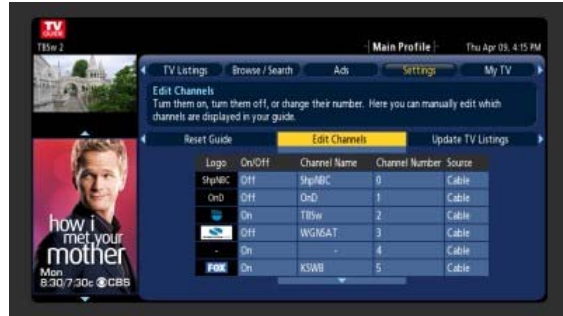 TV
GUIDE
TBSw 2
Main Profile
Thu Apr 09, 4:15 PM
TV Listings Browse / Search Ads Settings My TV
Edit Channels
Turn them on, turn them off, or change their number. Here you can manually edit which
channels are displayed in your guide.
Reset Guide Edit Channels Update TV Listings
Logo On/Off Channel Name Channel Number Source
ShpNBC Off ShpNBC 0 Cable
OnD Off OnD 1 Cable
On TBSw 2 Cable
Off WGNSAT 3 Cable
- On - 4 Cable
FOX On KSWB 5 Cable
how i
met your
mother
Mon
8:30/7:30c CBS